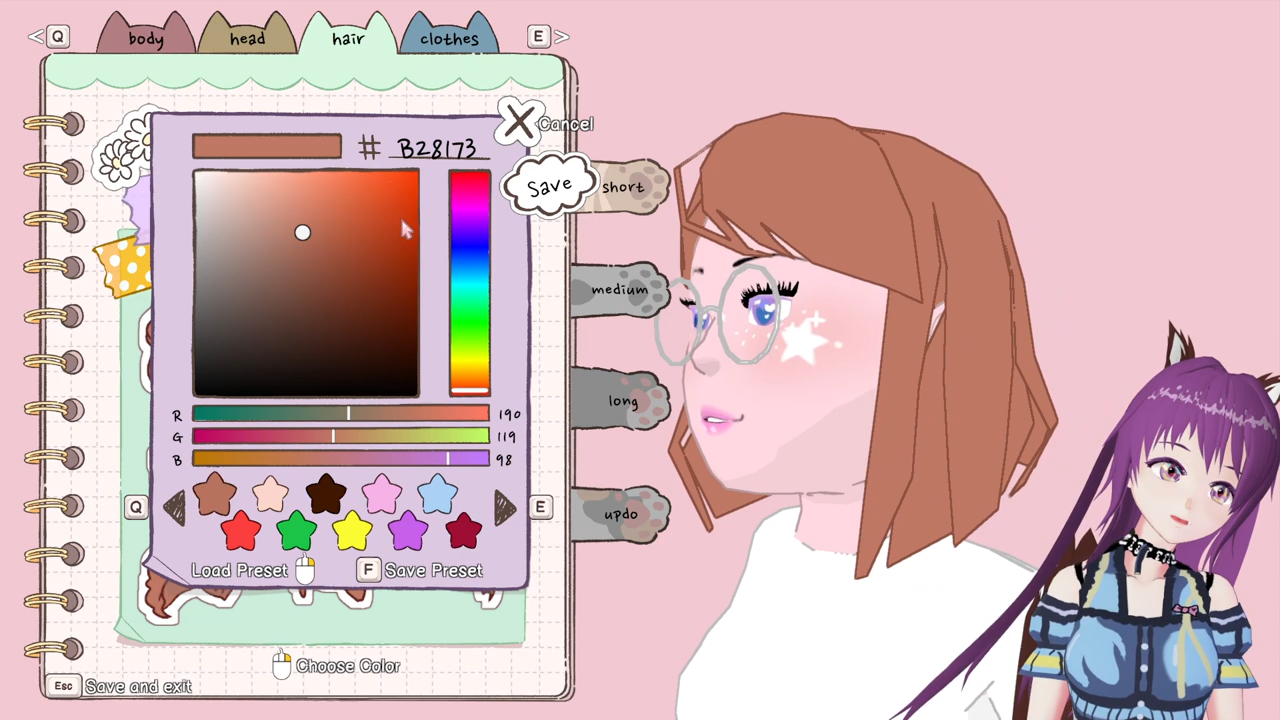 < Q body head hair clothes E >
# B28173
Cancel
Save
short
medium
long
updo
R 190
G 119
B 98
Q E
Load Preset F Save Preset
Choose Color
Esc Save and exit